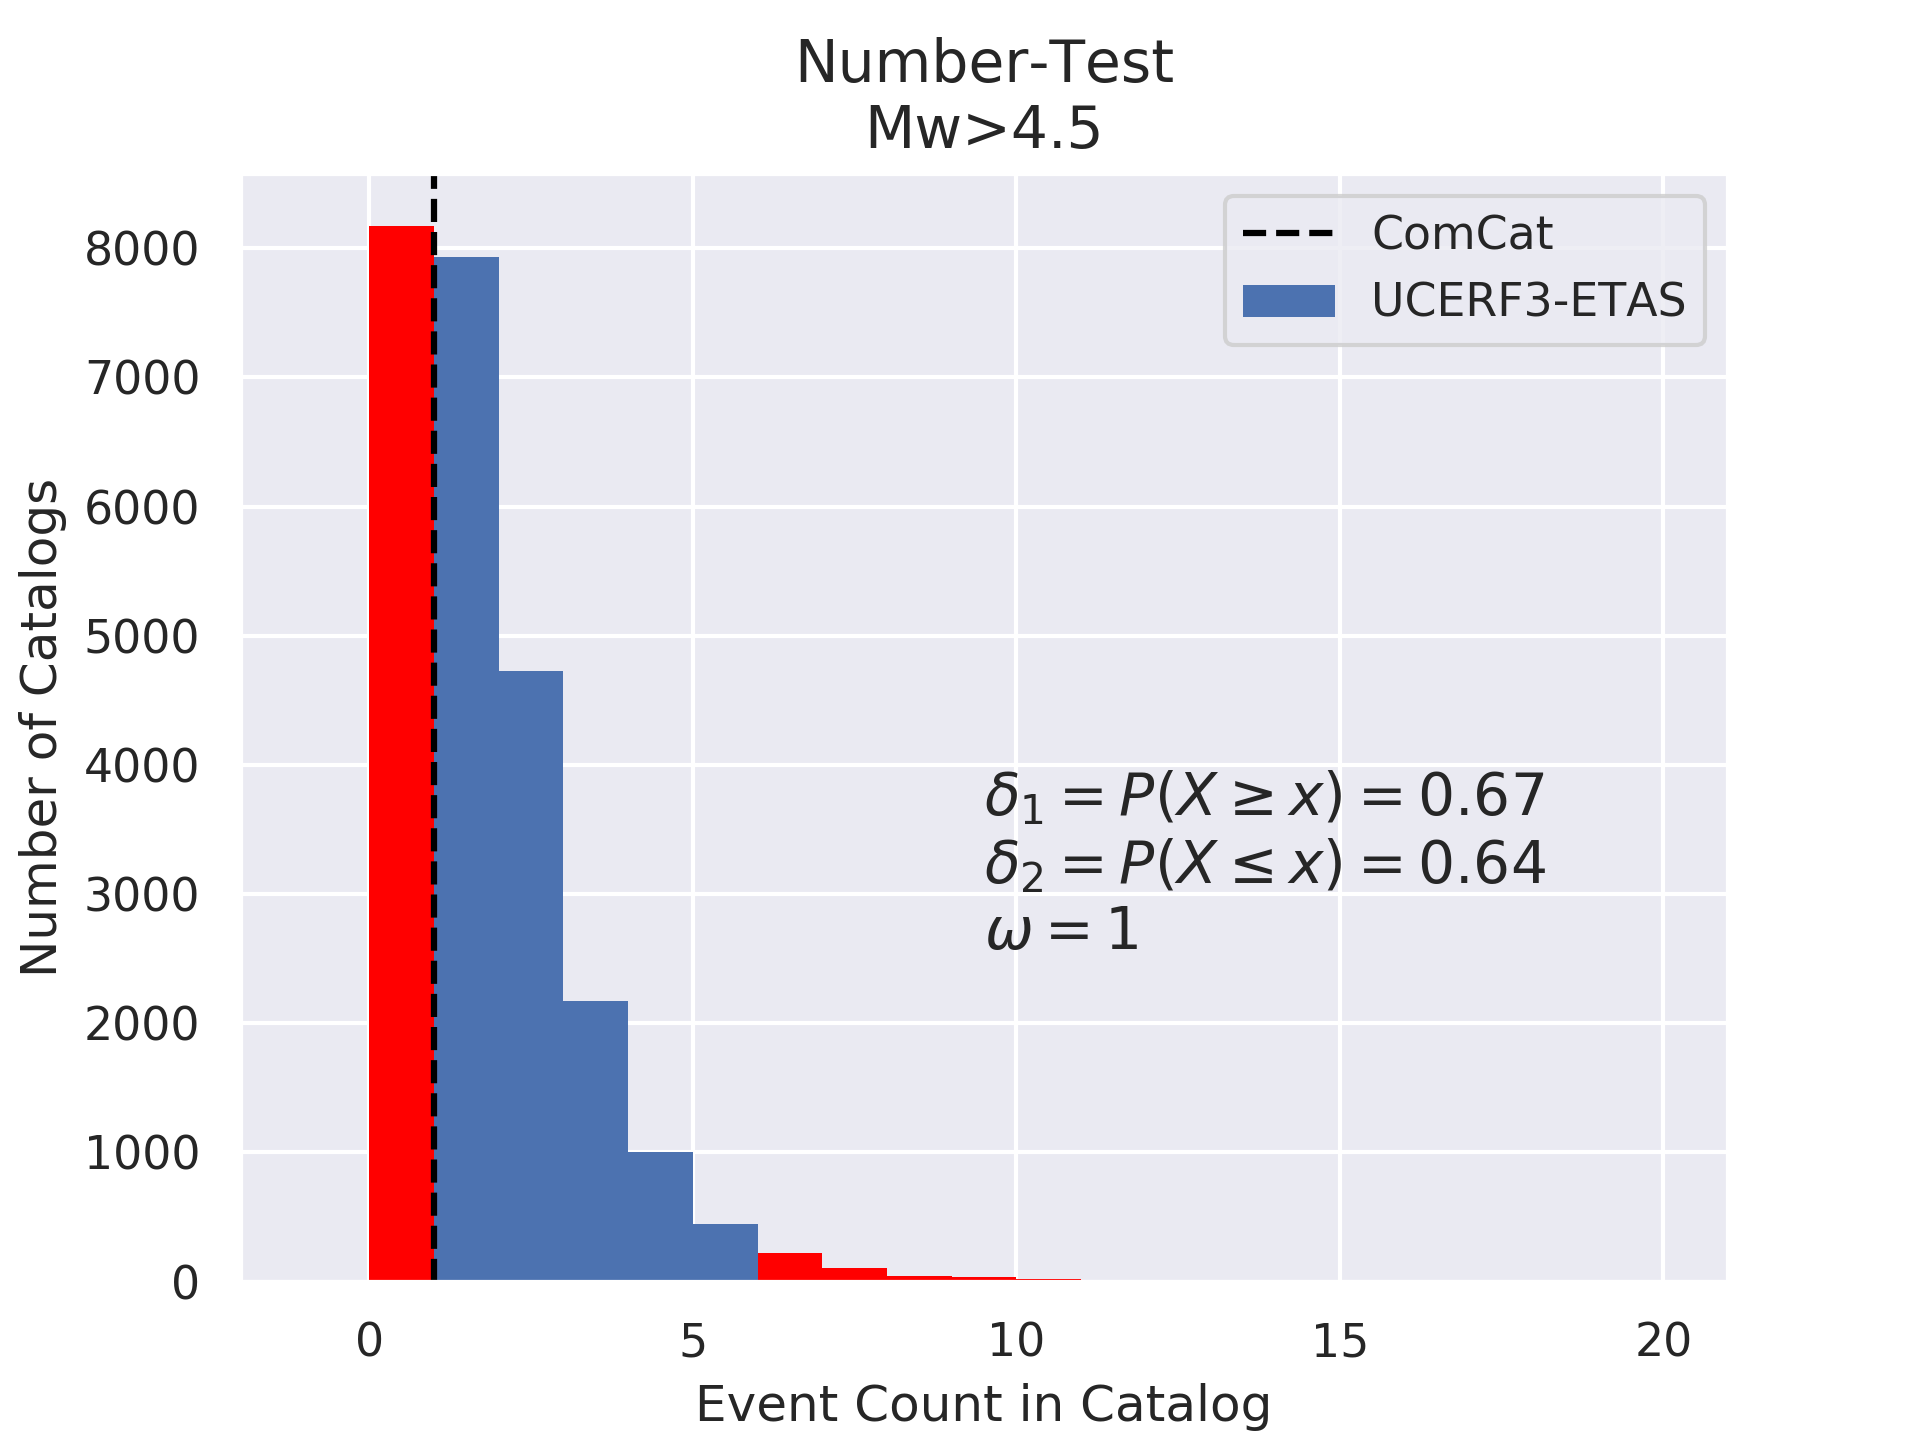 Number-Test
Mw>4.5
ComCat
UCERF3-ETAS
8000
7000
6000
5000
4000
3000
2000
1000
0
Number of Catalogs
δ₁ = P(X ≥ x) = 0.67
δ₂ = P(X ≤ x) = 0.64
ω = 1
0 5 10 15 20
Event Count in Catalog